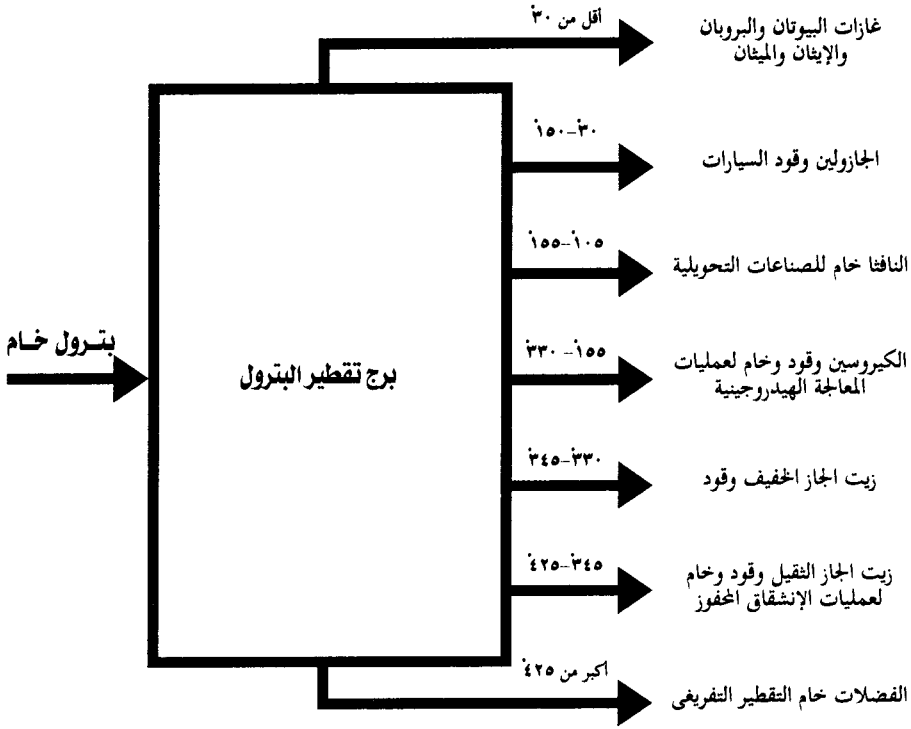 أقل من ٣٠°
غازات البيوتان والبروبان
والإيثان والميثان
٣٠°–١٥٠°
الجازولين وقود السيارات
١٠٥°–١٥٥°
النافثا خام للصناعات التحويلية
بترول خام
برج تقطير البترول
١٥٥°–٣٣٠°
الكيروسين وقود وخام لعمليات
المعالجة الهيدروجينية
٣٣٠°–٣٤٥°
زيت الجاز الخفيف وقود
٣٤٥°–٤٢٥°
زيت الجاز الثقيل وقود وخام
لعمليات الإنشقاق المحفوز
أكبر من ٤٢٥°
الفضلات خام التقطير التفريغى